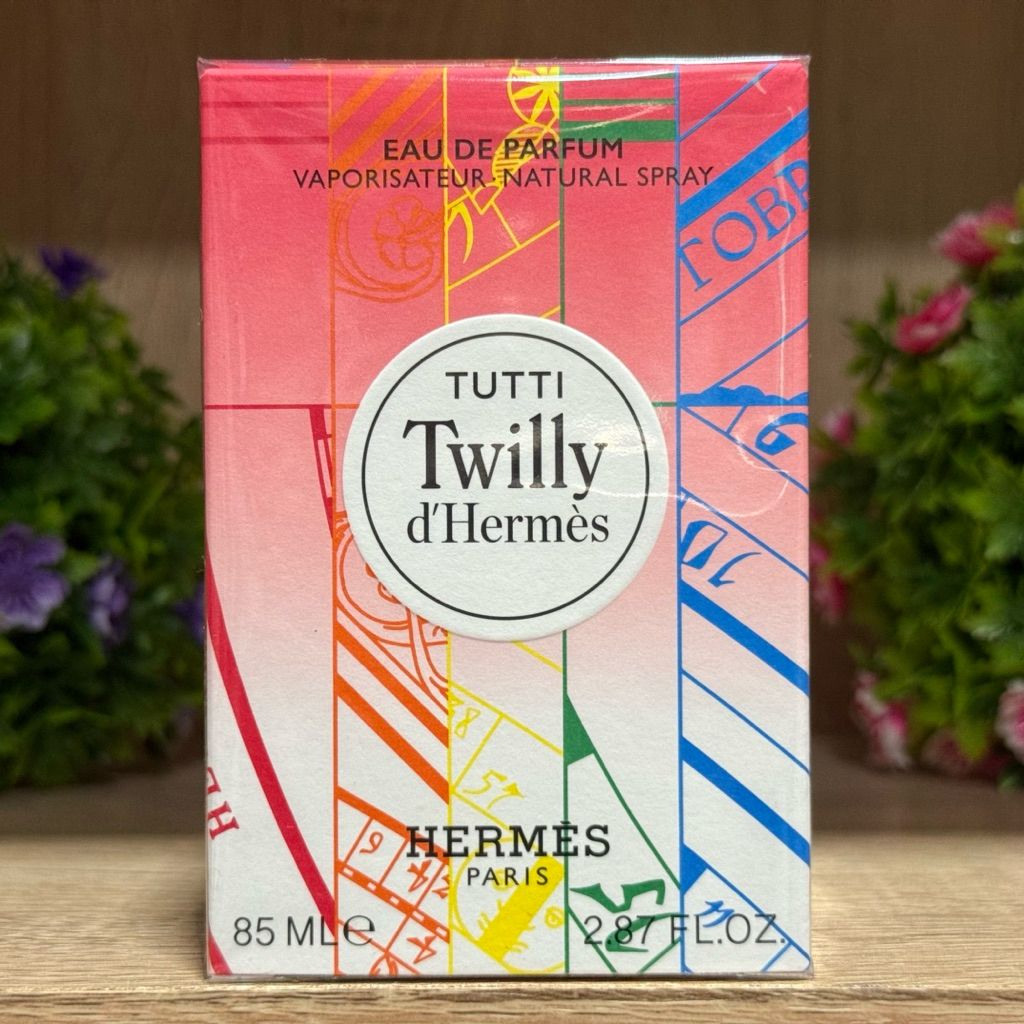 EAU DE PARFUM
VAPORISATEUR·NATURAL SPRAY
TUTTI
Twilly
d'Hermès
HERMÈS
PARIS
85 ML℮ 2.87 FL.OZ.